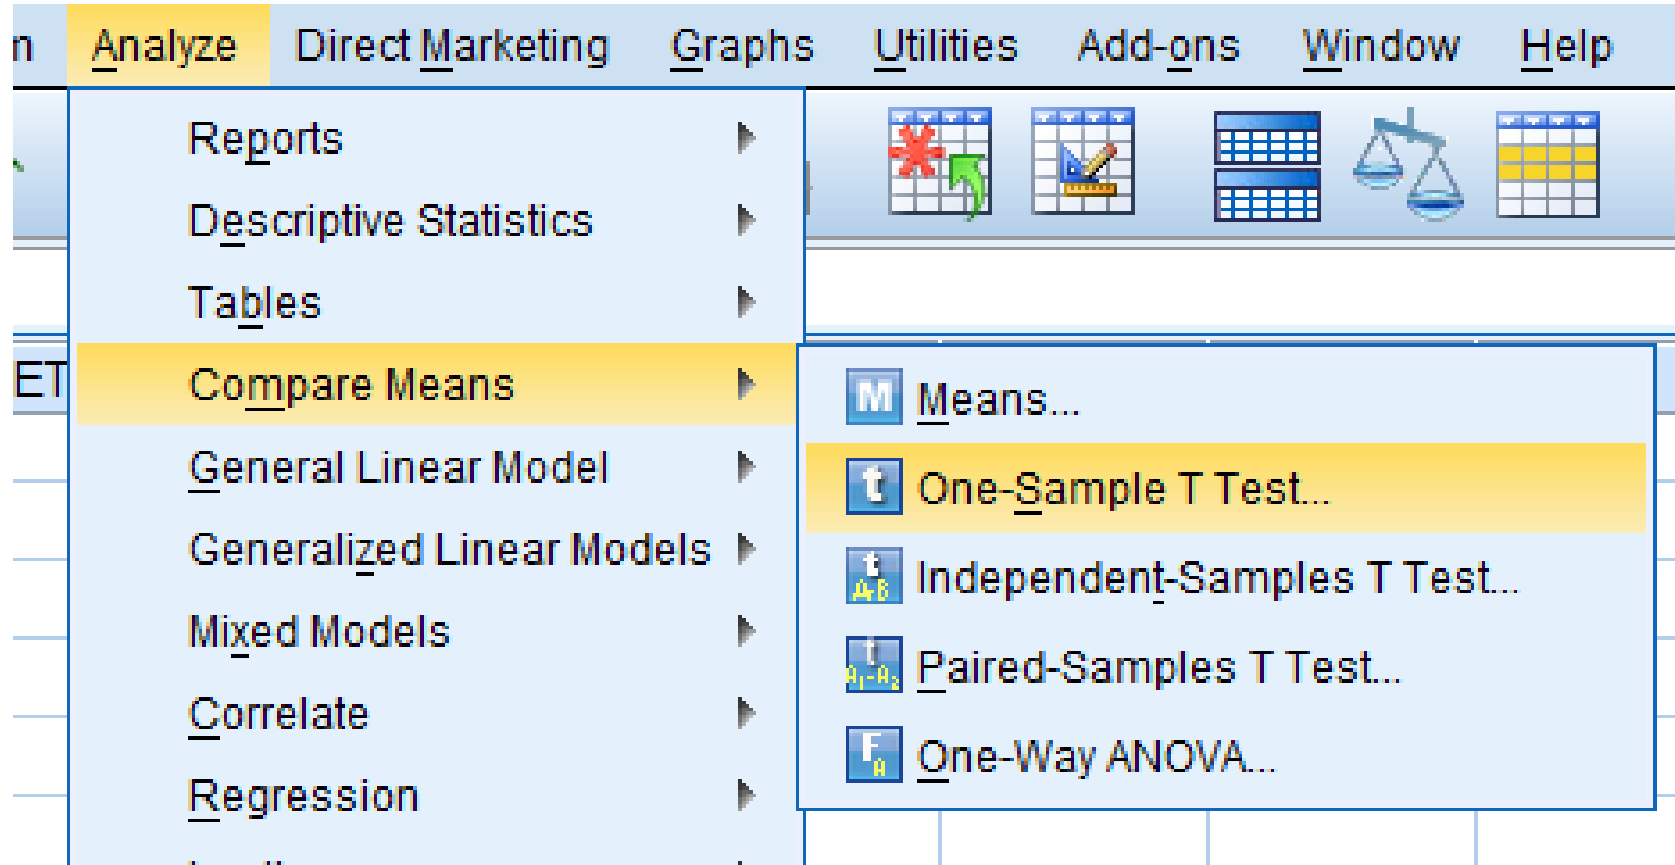 n Analyze Direct Marketing Graphs Utilities Add-ons Window Help
Reports
Descriptive Statistics
Tables
ET Compare Means
General Linear Model
Generalized Linear Models
Mixed Models
Correlate
Regression
M Means...
t One-Sample T Test...
t A-B Independent-Samples T Test...
t A1-A2 Paired-Samples T Test...
F A One-Way ANOVA...